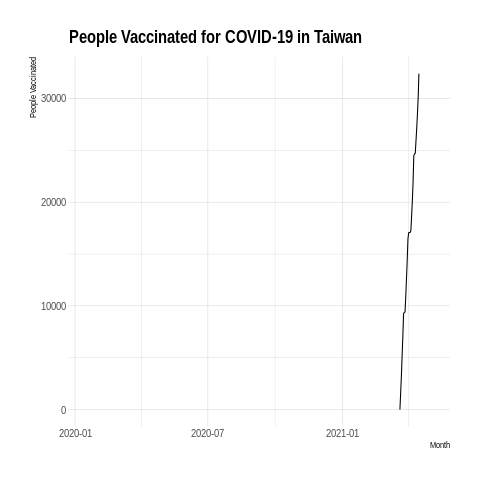 People Vaccinated for COVID-19 in Taiwan
People Vaccinated
30000
20000
10000
0
2020-01
2020-07
2021-01
Month